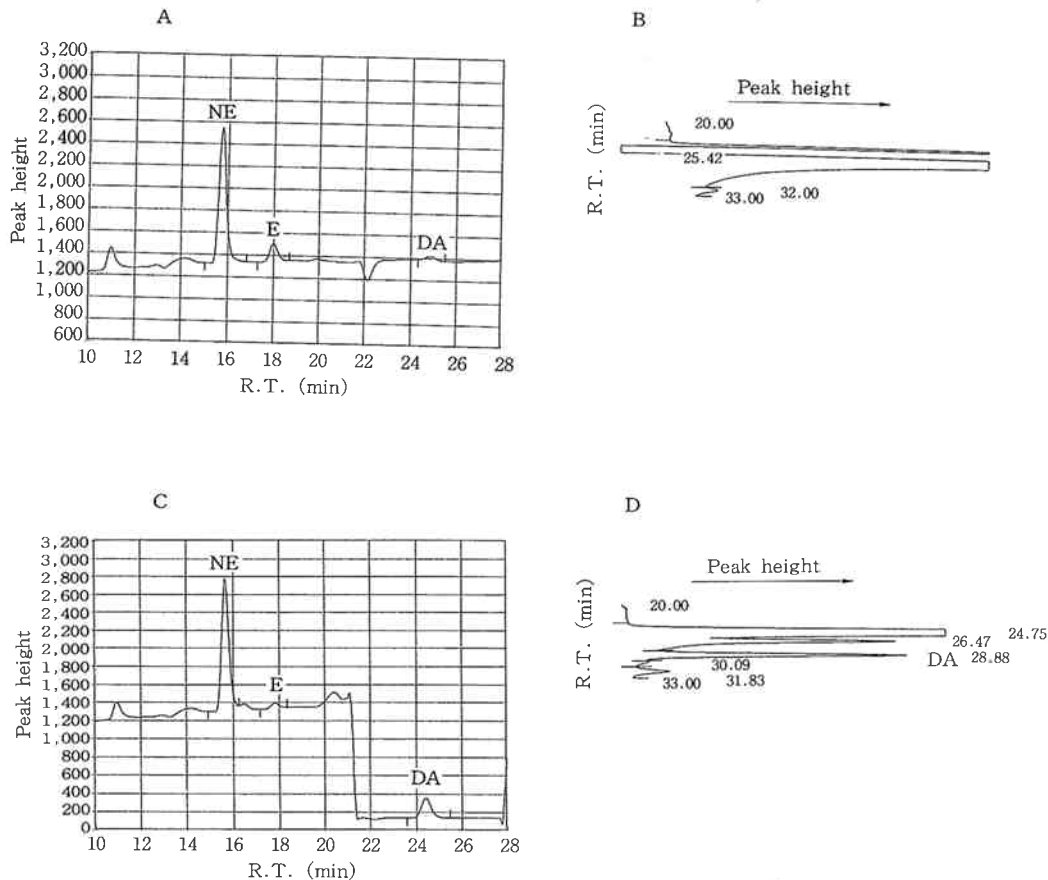 A
3,200
3,000
2,800
2,600
2,400
2,200
2,000
1,800
1,600
1,400
1,200
1,000
800
600
Peak height
NE
E
DA
10 12 14 16 18 20 22 24 26 28
R.T. (min)
B
Peak height
R.T. (min)
20.00
25.42
33.00 32.00
C
3,200
3,000
2,800
2,600
2,400
2,200
2,000
1,800
1,600
1,400
1,200
1,000
800
600
400
200
0
Peak height
NE
E
DA
10 12 14 16 18 20 22 24 26 28
R.T. (min)
D
Peak height
R.T. (min)
20.00
26.47 24.75
DA 28.88
30.09
33.00 31.83